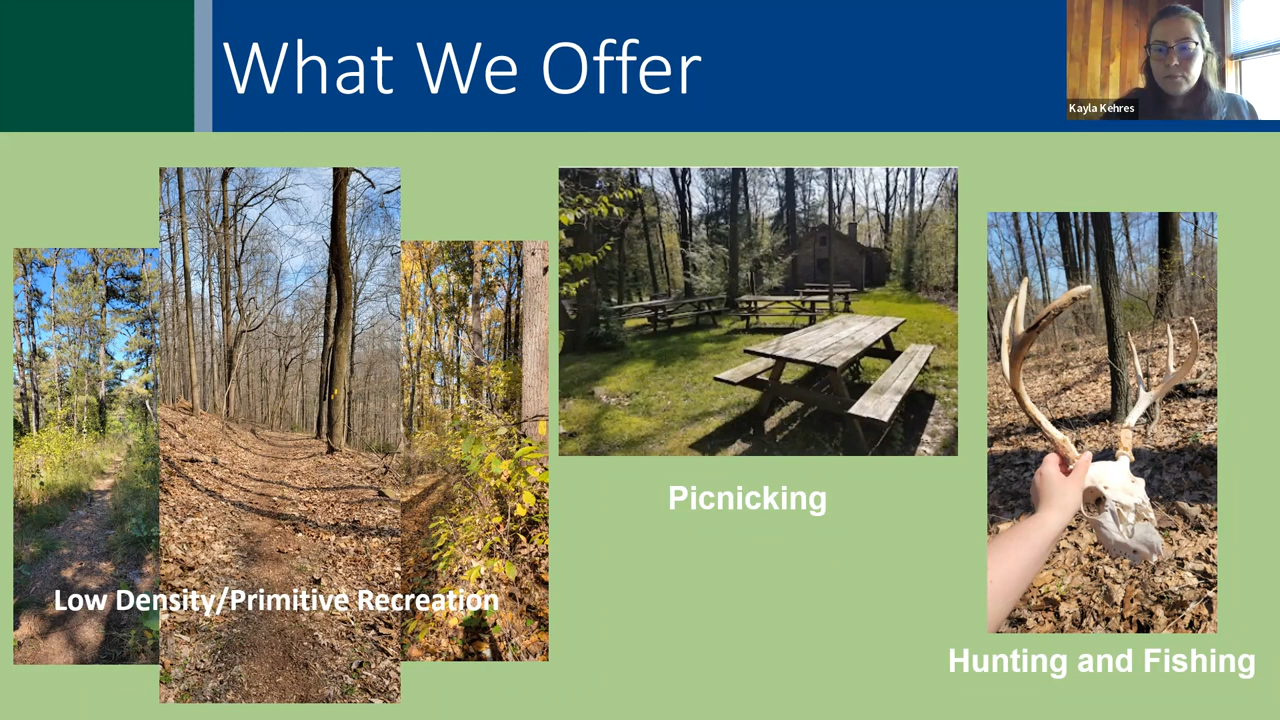 What We Offer
Kayla Kehres
Low Density/Primitive Recreation
Picnicking
Hunting and Fishing